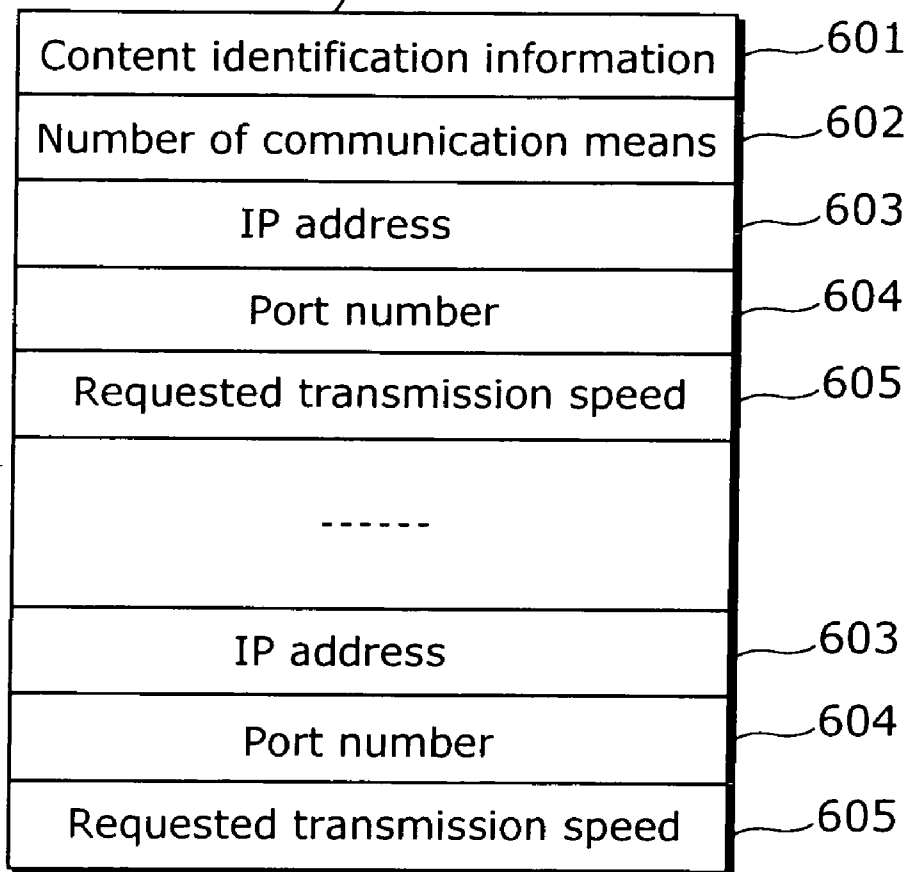 Content identification information 601
Number of communication means 602
IP address 603
Port number 604
Requested transmission speed 605
------
IP address 603
Port number 604
Requested transmission speed 605